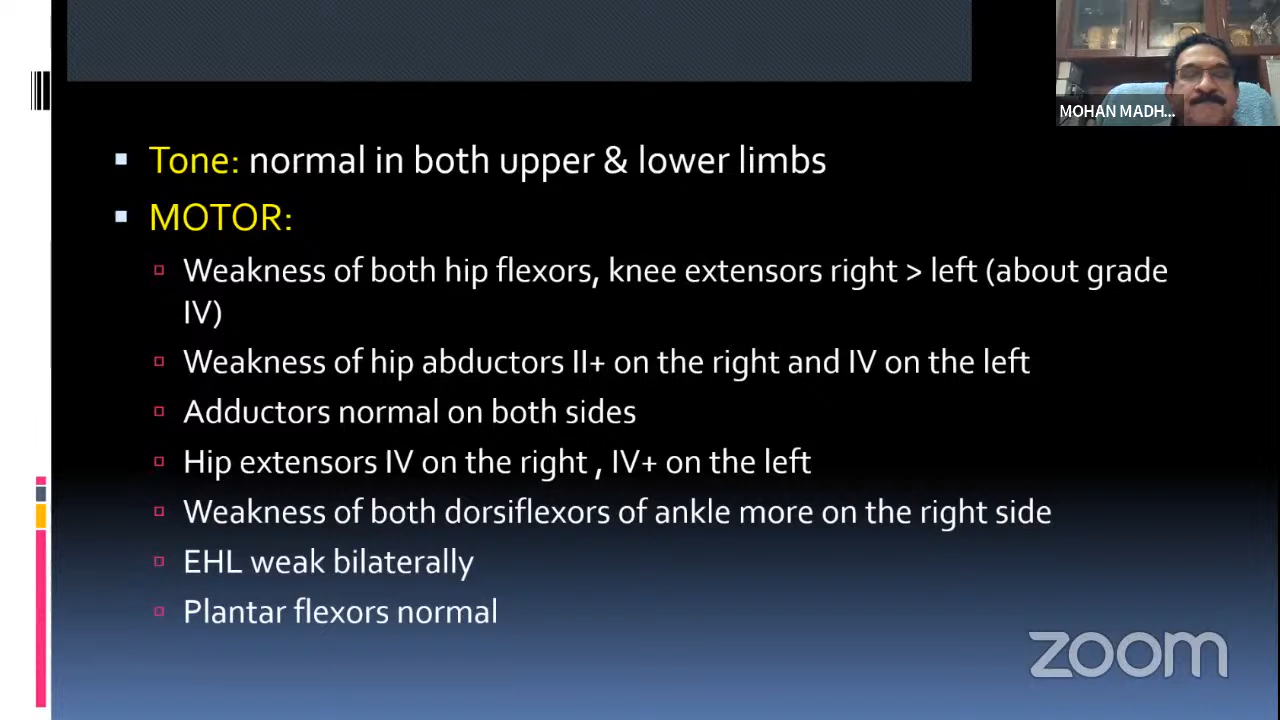 MOHAN MADH...
Tone: normal in both upper & lower limbs
MOTOR:
Weakness of both hip flexors, knee extensors right > left (about grade
IV)
Weakness of hip abductors II+ on the right and IV on the left
Adductors normal on both sides
Hip extensors IV on the right , IV+ on the left
Weakness of both dorsiflexors of ankle more on the right side
EHL weak bilaterally
Plantar flexors normal
zoom